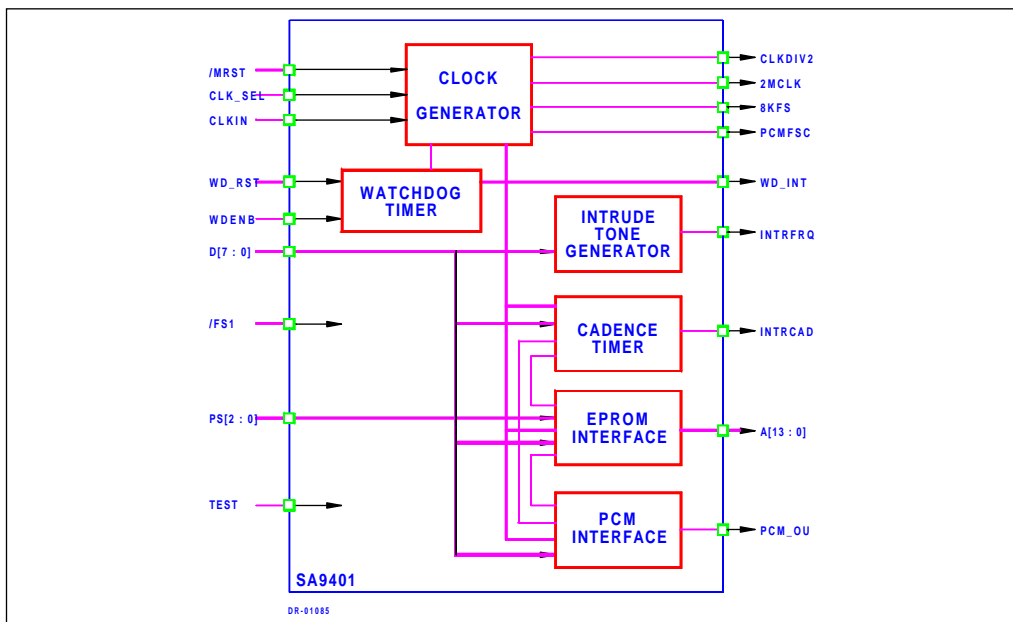 /MRST
CLK_SEL
CLKIN
WD_RST
WDENB
D[7 : 0]
/FS1
PS[2 : 0]
TEST
CLOCK
GENERATOR
WATCHDOG
TIMER
INTRUDE
TONE
GENERATOR
CADENCE
TIMER
EPROM
INTERFACE
PCM
INTERFACE
CLKDIV2
2MCLK
8KFS
PCMFSC
WD_INT
INTRFRQ
INTRCAD
A[13 : 0]
PCM_OU
SA9401
DR-01085